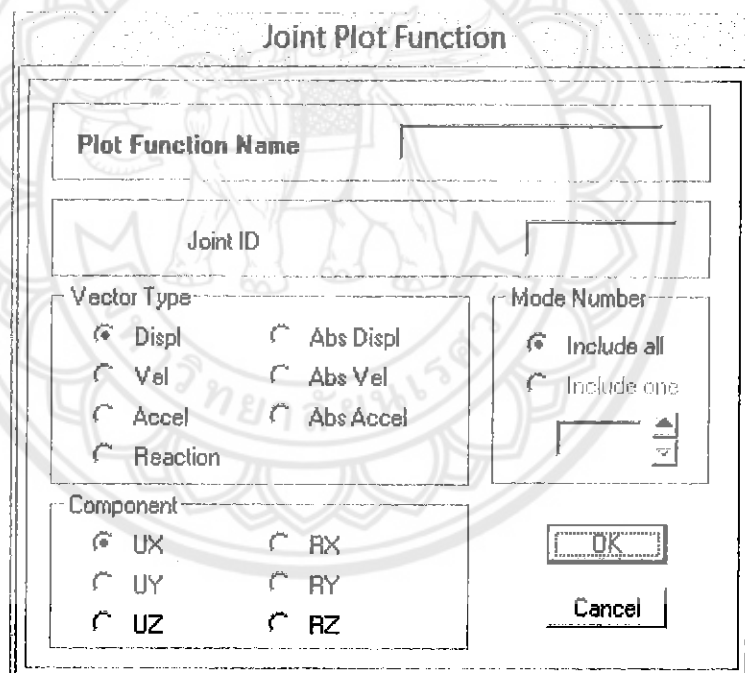 Joint Plot Function
Plot Function Name
Joint ID
Vector Type
Displ
Abs Displ
Vel
Abs Vel
Accel
Abs Accel
Reaction
Mode Number
Include all
Include one
Component
UX
RX
UY
RY
UZ
RZ
OK
Cancel